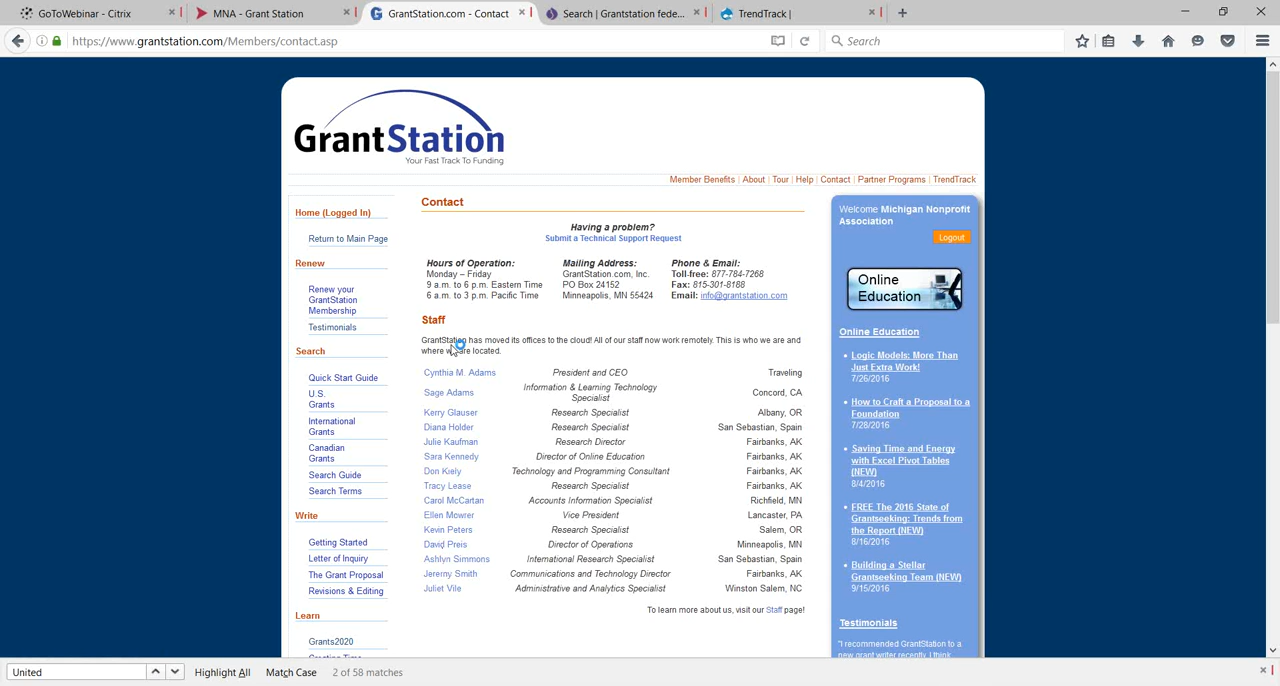 GoToWebinar - Citrix
MNA - Grant Station
GrantStation.com - Contact
Search | Grantstation fede...
TrendTrack |
https://www.grantstation.com/Members/contact.asp
Search
GrantStation
Your Fast Track To Funding
Member Benefits | About | Tour | Help | Contact | Partner Programs | TrendTrack
Home (Logged In)
Return to Main Page
Renew
Renew your
GrantStation
Membership
Testimonials
Search
Quick Start Guide
U.S.
Grants
International
Grants
Canadian
Grants
Search Guide
Search Terms
Write
Getting Started
Letter of Inquiry
The Grant Proposal
Revisions & Editing
Learn
Grants2020
Contact
Having a problem?
Submit a Technical Support Request
Hours of Operation:
Monday – Friday
9 a.m. to 6 p.m. Eastern Time
6 a.m. to 3 p.m. Pacific Time
Mailing Address:
GrantStation.com, Inc.
PO Box 24152
Minneapolis, MN 55424
Phone & Email:
Toll-free: 877-784-7268
Fax: 815-301-8188
Email: info@grantstation.com
Staff
GrantStation has moved its offices to the cloud! All of our staff now work remotely. This is who we are and
where we are located.
Cynthia M. Adams President and CEO Traveling
Sage Adams Information & Learning Technology Specialist Concord, CA
Kerry Glauser Research Specialist Albany, OR
Diana Holder Research Specialist San Sebastian, Spain
Julie Kaufman Research Director Fairbanks, AK
Sara Kennedy Director of Online Education Fairbanks, AK
Don Kiely Technology and Programming Consultant Fairbanks, AK
Tracy Lease Research Specialist Fairbanks, AK
Carol McCartan Accounts Information Specialist Richfield, MN
Ellen Mowrer Vice President Lancaster, PA
Kevin Peters Research Specialist Salem, OR
David Preis Director of Operations Minneapolis, MN
Ashlyn Simmons International Research Specialist San Sebastian, Spain
Jeremy Smith Communications and Technology Director Fairbanks, AK
Juliet Vile Administrative and Analytics Specialist Winston Salem, NC
To learn more about us, visit our Staff page!
Welcome Michigan Nonprofit
Association
Logout
Online
Education
Online Education
• Logic Models: More Than
Just Extra Work!
7/26/2016
• How to Craft a Proposal to a
Foundation
7/28/2016
• Saving Time and Energy
with Excel Pivot Tables
(NEW)
8/4/2016
• FREE The 2016 State of
Grantseeking: Trends from
the Report (NEW)
8/16/2016
• Building a Stellar
Grantseeking Team (NEW)
9/15/2016
Testimonials
"I recommended GrantStation to a
new grant writer recently. I think
United
Highlight All
Match Case
2 of 58 matches